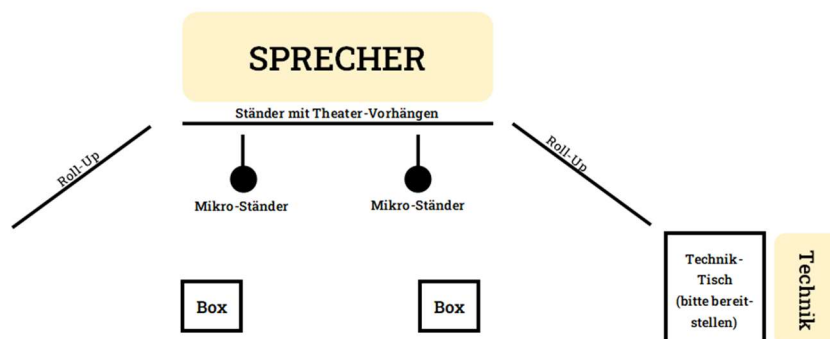 SPRECHER
Ständer mit Theater-Vorhängen
Roll-Up
Roll-Up
Mikro-Ständer
Mikro-Ständer
Box
Box
Technik-
Tisch
(bitte bereit-
stellen)
Technik